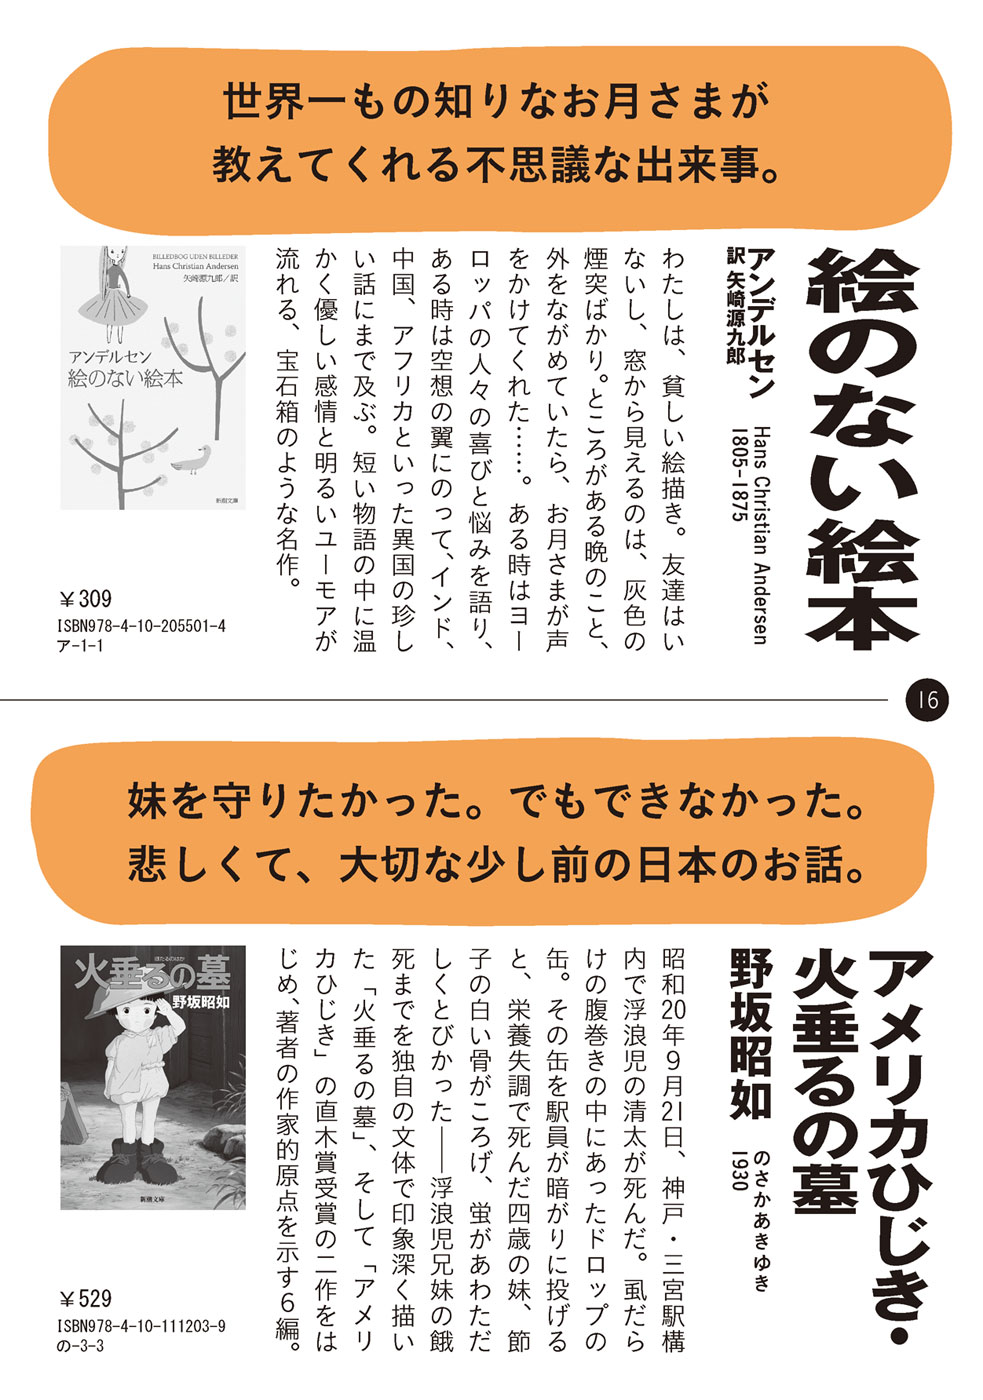 世界一もの知りなお月さまが
教えてくれる不思議な出来事。
絵のない絵本
アンデルセン Hans Christian Andersen
1805-1875
訳 矢崎源九郎
わたしは、貧しい絵描き。友達はい
ないし、窓から見えるのは、灰色の
煙突ばかり。ところがある晩のこと、
外をながめていたら、お月さまが声
をかけてくれた……。ある時はヨー
ロッパの人々の喜びと悩みを語り、
ある時は空想の翼にのって、インド、
中国、アフリカといった異国の珍し
い話にまで及ぶ。短い物語の中に温
かく優しい感情と明るいユーモアが
流れる、宝石箱のような名作。
BILLEDBOG UDEN BILLEDER
Hans Christian Andersen
矢崎源九郎／訳
アンデルセン
絵のない絵本
新潮文庫
￥309
ISBN978-4-10-205501-4
ア-1-1
16
妹を守りたかった。でもできなかった。
悲しくて、大切な少し前の日本のお話。
アメリカひじき・
火垂るの墓
野坂昭如 のさかあきゆき
1930
昭和20年9月21日、神戸・三宮駅構
内で浮浪児の清太が死んだ。虱だら
けの腹巻きの中にあったドロップの
缶。その缶を駅員が暗がりに投げる
と、栄養失調で死んだ四歳の妹、節
子の白い骨がころげ、蛍があわただ
しくとびかった――浮浪児兄妹の餓
死までを独自の文体で印象深く描い
た「火垂るの墓」、そして「アメリ
カひじき」の直木賞受賞の二作をは
じめ、著者の作家的原点を示す6編。
ほたるのはか
火垂るの墓
野坂昭如
新潮文庫
￥529
ISBN978-4-10-111203-9
の-3-3